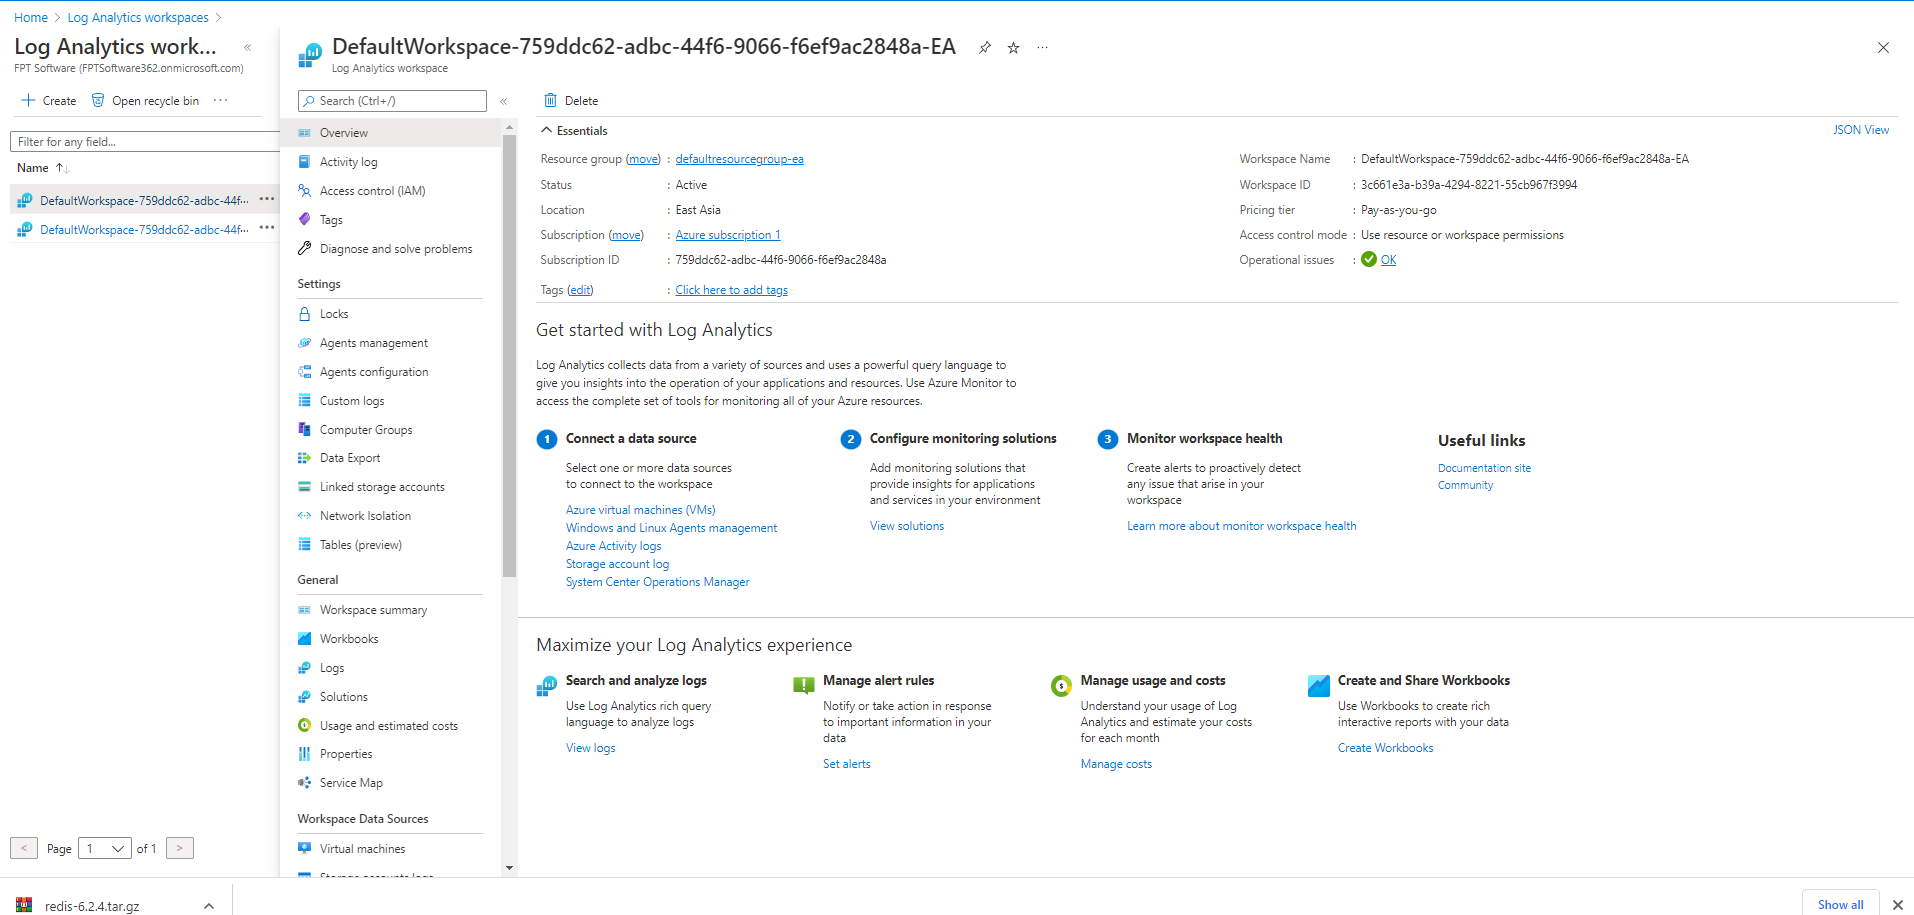 Home > Log Analytics workspaces >
Log Analytics work...
FPT Software (FPTSoftware362.onmicrosoft.com)
Create Open recycle bin ...
Filter for any field...
Name
DefaultWorkspace-759ddc62-adbc-44f... ...
DefaultWorkspace-759ddc62-adbc-44f... ...
< Page 1 of 1 >
DefaultWorkspace-759ddc62-adbc-44f6-9066-f6ef9ac2848a-EA ...
Log Analytics workspace
Search (Ctrl+/)
Overview
Activity log
Access control (IAM)
Tags
Diagnose and solve problems
Settings
Locks
Agents management
Agents configuration
Custom logs
Computer Groups
Data Export
Linked storage accounts
Network Isolation
Tables (preview)
General
Workspace summary
Workbooks
Logs
Solutions
Usage and estimated costs
Properties
Service Map
Workspace Data Sources
Virtual machines
Storage accounts logs
Delete
Essentials
JSON View
Resource group (move) : defaultresourcegroup-ea
Status : Active
Location : East Asia
Subscription (move) : Azure subscription 1
Subscription ID : 759ddc62-adbc-44f6-9066-f6ef9ac2848a
Tags (edit) : Click here to add tags
Workspace Name : DefaultWorkspace-759ddc62-adbc-44f6-9066-f6ef9ac2848a-EA
Workspace ID : 3c661e3a-b39a-4294-8221-55cb967f3994
Pricing tier : Pay-as-you-go
Access control mode : Use resource or workspace permissions
Operational issues : OK
Get started with Log Analytics
Log Analytics collects data from a variety of sources and uses a powerful query language to
give you insights into the operation of your applications and resources. Use Azure Monitor to
access the complete set of tools for monitoring all of your Azure resources.
1 Connect a data source
Select one or more data sources
to connect to the workspace
Azure virtual machines (VMs)
Windows and Linux Agents management
Azure Activity logs
Storage account log
System Center Operations Manager
2 Configure monitoring solutions
Add monitoring solutions that
provide insights for applications
and services in your environment
View solutions
3 Monitor workspace health
Create alerts to proactively detect
any issue that arise in your
workspace
Learn more about monitor workspace health
Useful links
Documentation site
Community
Maximize your Log Analytics experience
Search and analyze logs
Use Log Analytics rich query
language to analyze logs
View logs
Manage alert rules
Notify or take action in response
to important information in your
data
Set alerts
Manage usage and costs
Understand your usage of Log
Analytics and estimate your costs
for each month
Manage costs
Create and Share Workbooks
Use Workbooks to create rich
interactive reports with your data
Create Workbooks
redis-6.2.4.tar.gz
Show all